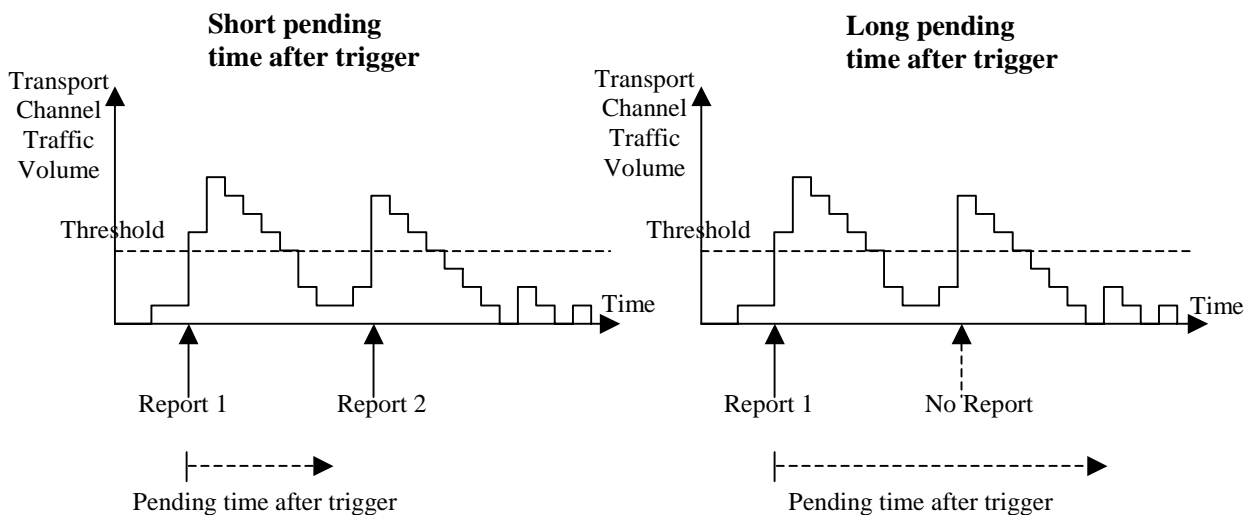 Short pending
time after trigger
Transport
Channel
Traffic
Volume
Threshold
Time
Report 1
Report 2
Pending time after trigger
Long pending
time after trigger
Transport
Channel
Traffic
Volume
Threshold
Time
Report 1
No Report
Pending time after trigger